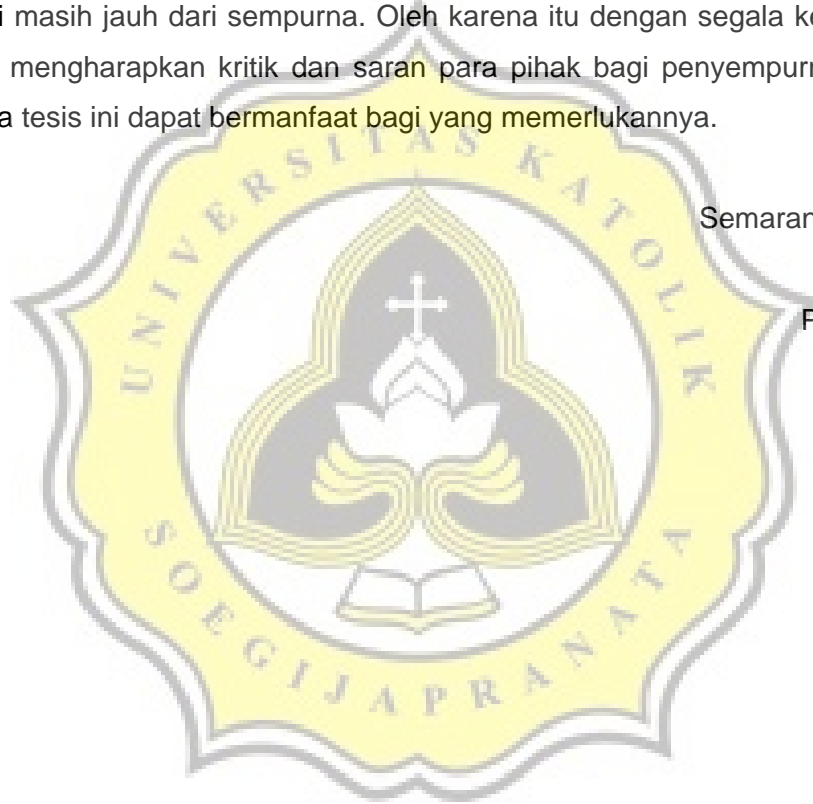 i masih jauh dari sempurna. Oleh karena itu dengan segala ke
mengharapkan kritik dan saran para pihak bagi penyempurn
a tesis ini dapat bermanfaat bagi yang memerlukannya.
Semaran
P
UNIVERSITAS KATOLIK
SOEGIJAPRANATA